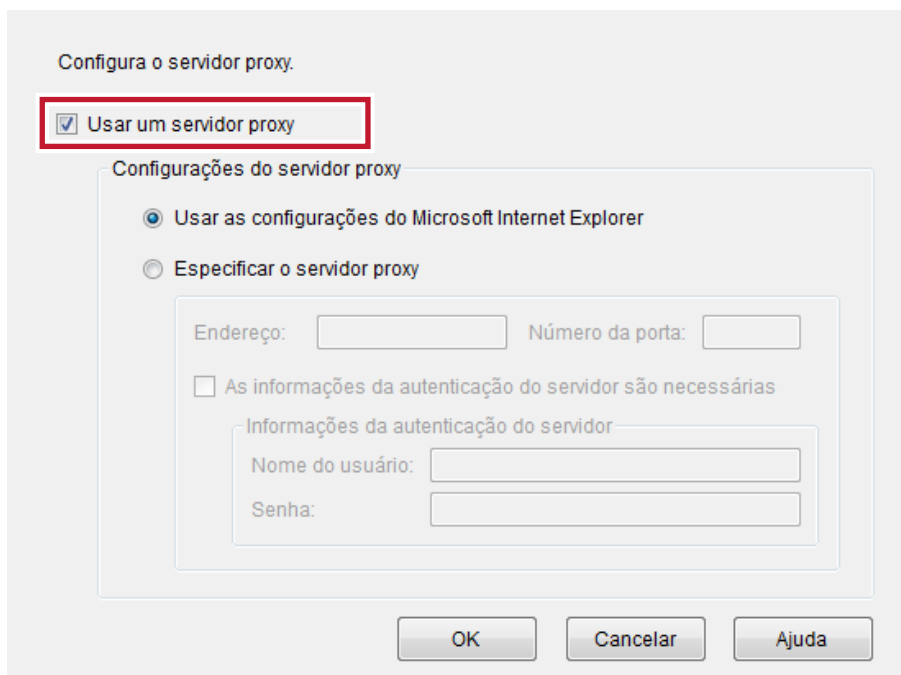 Configura o servidor proxy.
Usar um servidor proxy
Configurações do servidor proxy
Usar as configurações do Microsoft Internet Explorer
Especificar o servidor proxy
Endereço: Número da porta:
As informações da autenticação do servidor são necessárias
Informações da autenticação do servidor
Nome do usuário:
Senha:
OK Cancelar Ajuda